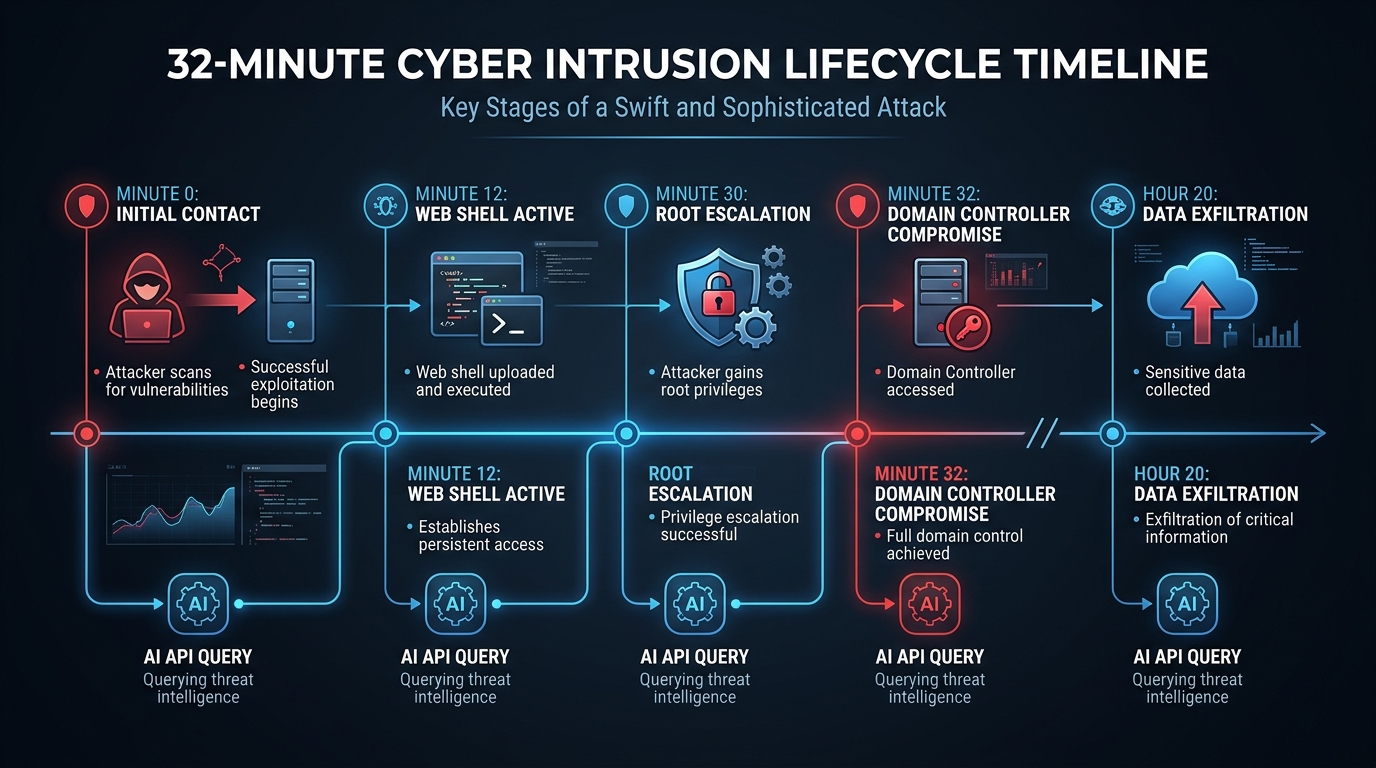 32-MINUTE CYBER INTRUSION LIFECYCLE TIMELINE
Key Stages of a Swift and Sophisticated Attack
MINUTE 0:
INITIAL CONTACT
MINUTE 12:
WEB SHELL ACTIVE
MINUTE 30:
ROOT ESCALATION
MINUTE 32:
DOMAIN CONTROLLER
COMPROMISE
HOUR 20:
DATA EXFILTRATION
>_
• Attacker scans
for vulnerabilities
• Successful
exploitation
begins
• Web shell uploaded
and executed
• Attacker gains
root privileges
• Domain Controller
accessed
• Sensitive data
collected
MINUTE 12:
WEB SHELL ACTIVE
• Establishes
persistent access
ROOT
ESCALATION
• Privilege escalation
successful
MINUTE 32:
DOMAIN CONTROLLER
COMPROMISE
• Full domain control
achieved
HOUR 20:
DATA EXFILTRATION
• Exfiltration of critical
information
AI
AI API QUERY
Querying threat
intelligence
AI
AI API QUERY
Querying threat
intelligence
AI
AI API QUERY
Querying threat
intelligence
AI
AI API QUERY
Querying threat
intelligence
AI
AI API QUERY
Querying threat
intelligence